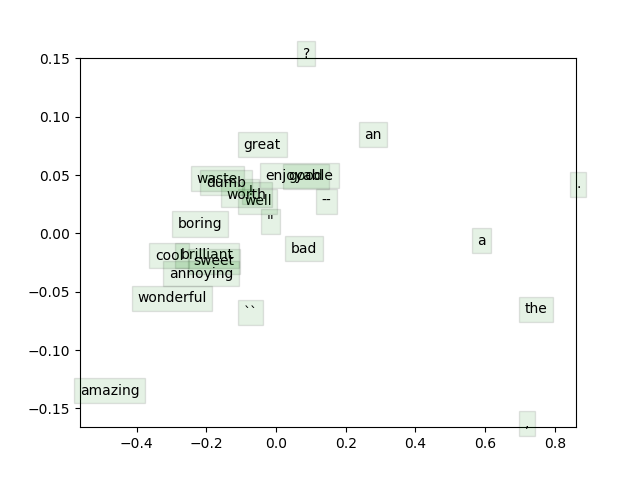 ?
0.15
0.10
an
great
0.05
waste
dumb
enjoyable
good
.
worth
!
well
--
"
boring
0.00
a
bad
cool
brilliant
sweet
annoying
−0.05
wonderful
``
the
−0.10
amazing
−0.15
,
−0.4 −0.2 0.0 0.2 0.4 0.6 0.8